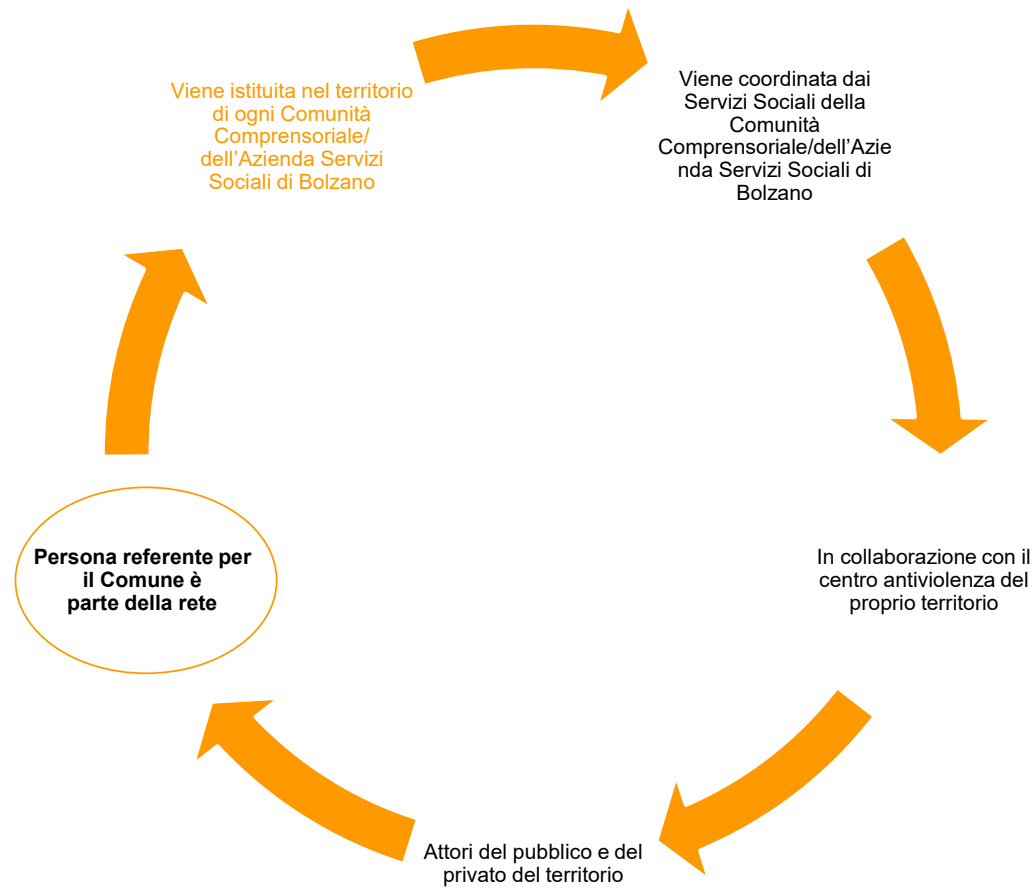 Viene istituita nel territorio
di ogni Comunità
Comprensoriale/
dell'Azienda Servizi
Sociali di Bolzano
Viene coordinata dai
Servizi Sociali della
Comunità
Comprensoriale/dell'Azie
nda Servizi Sociali di
Bolzano
In collaborazione con il
centro antiviolenza del
proprio territorio
Attori del pubblico e del
privato del territorio
Persona referente per
il Comune è
parte della rete